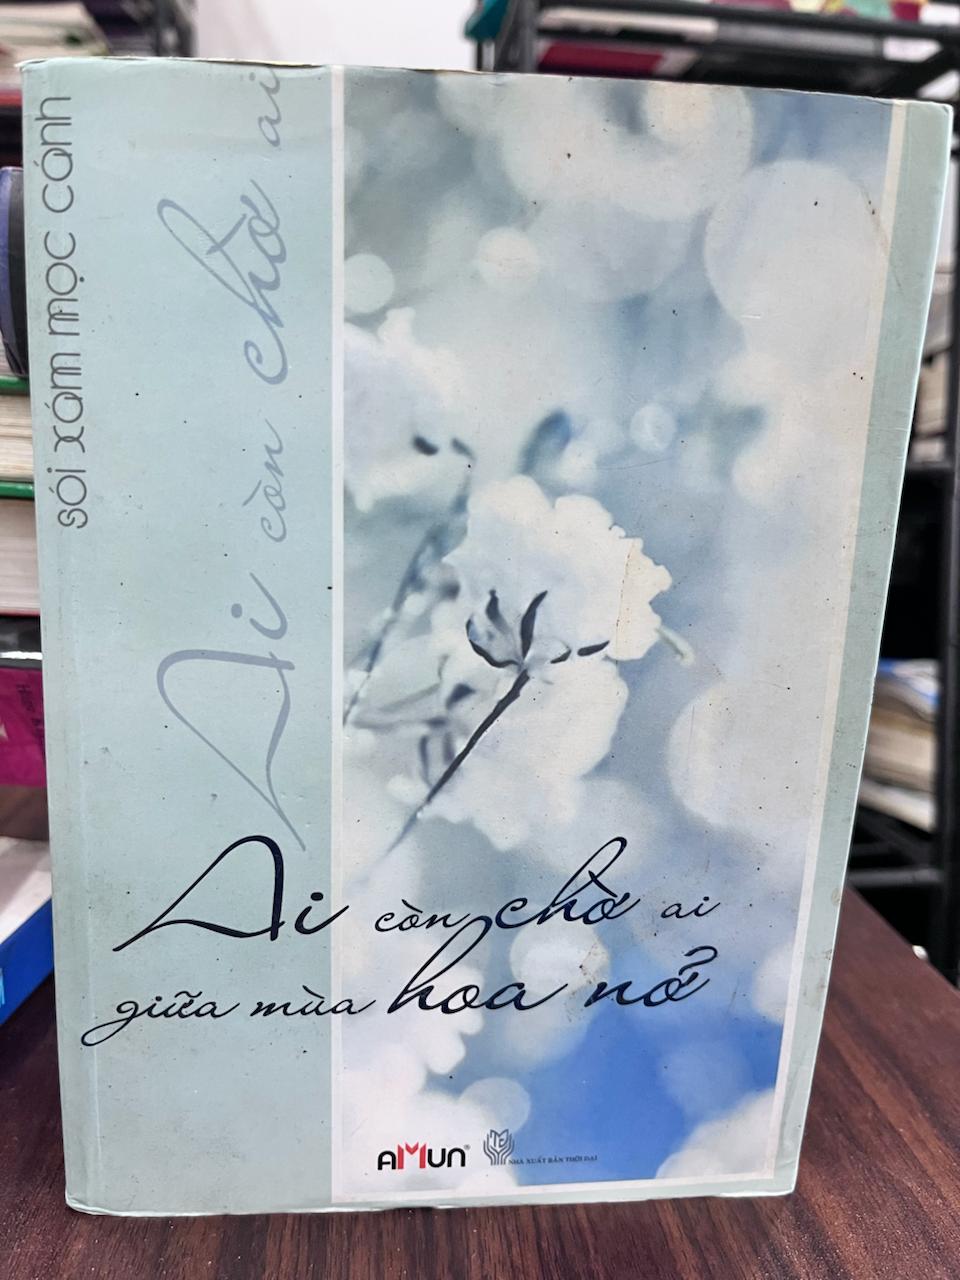 sói xám mọc cánh
Ai còn chờ ai
Ai còn chờ ai
giữa mùa hoa nở
AMUN®
NHÀ XUẤT BẢN THỜI ĐẠI